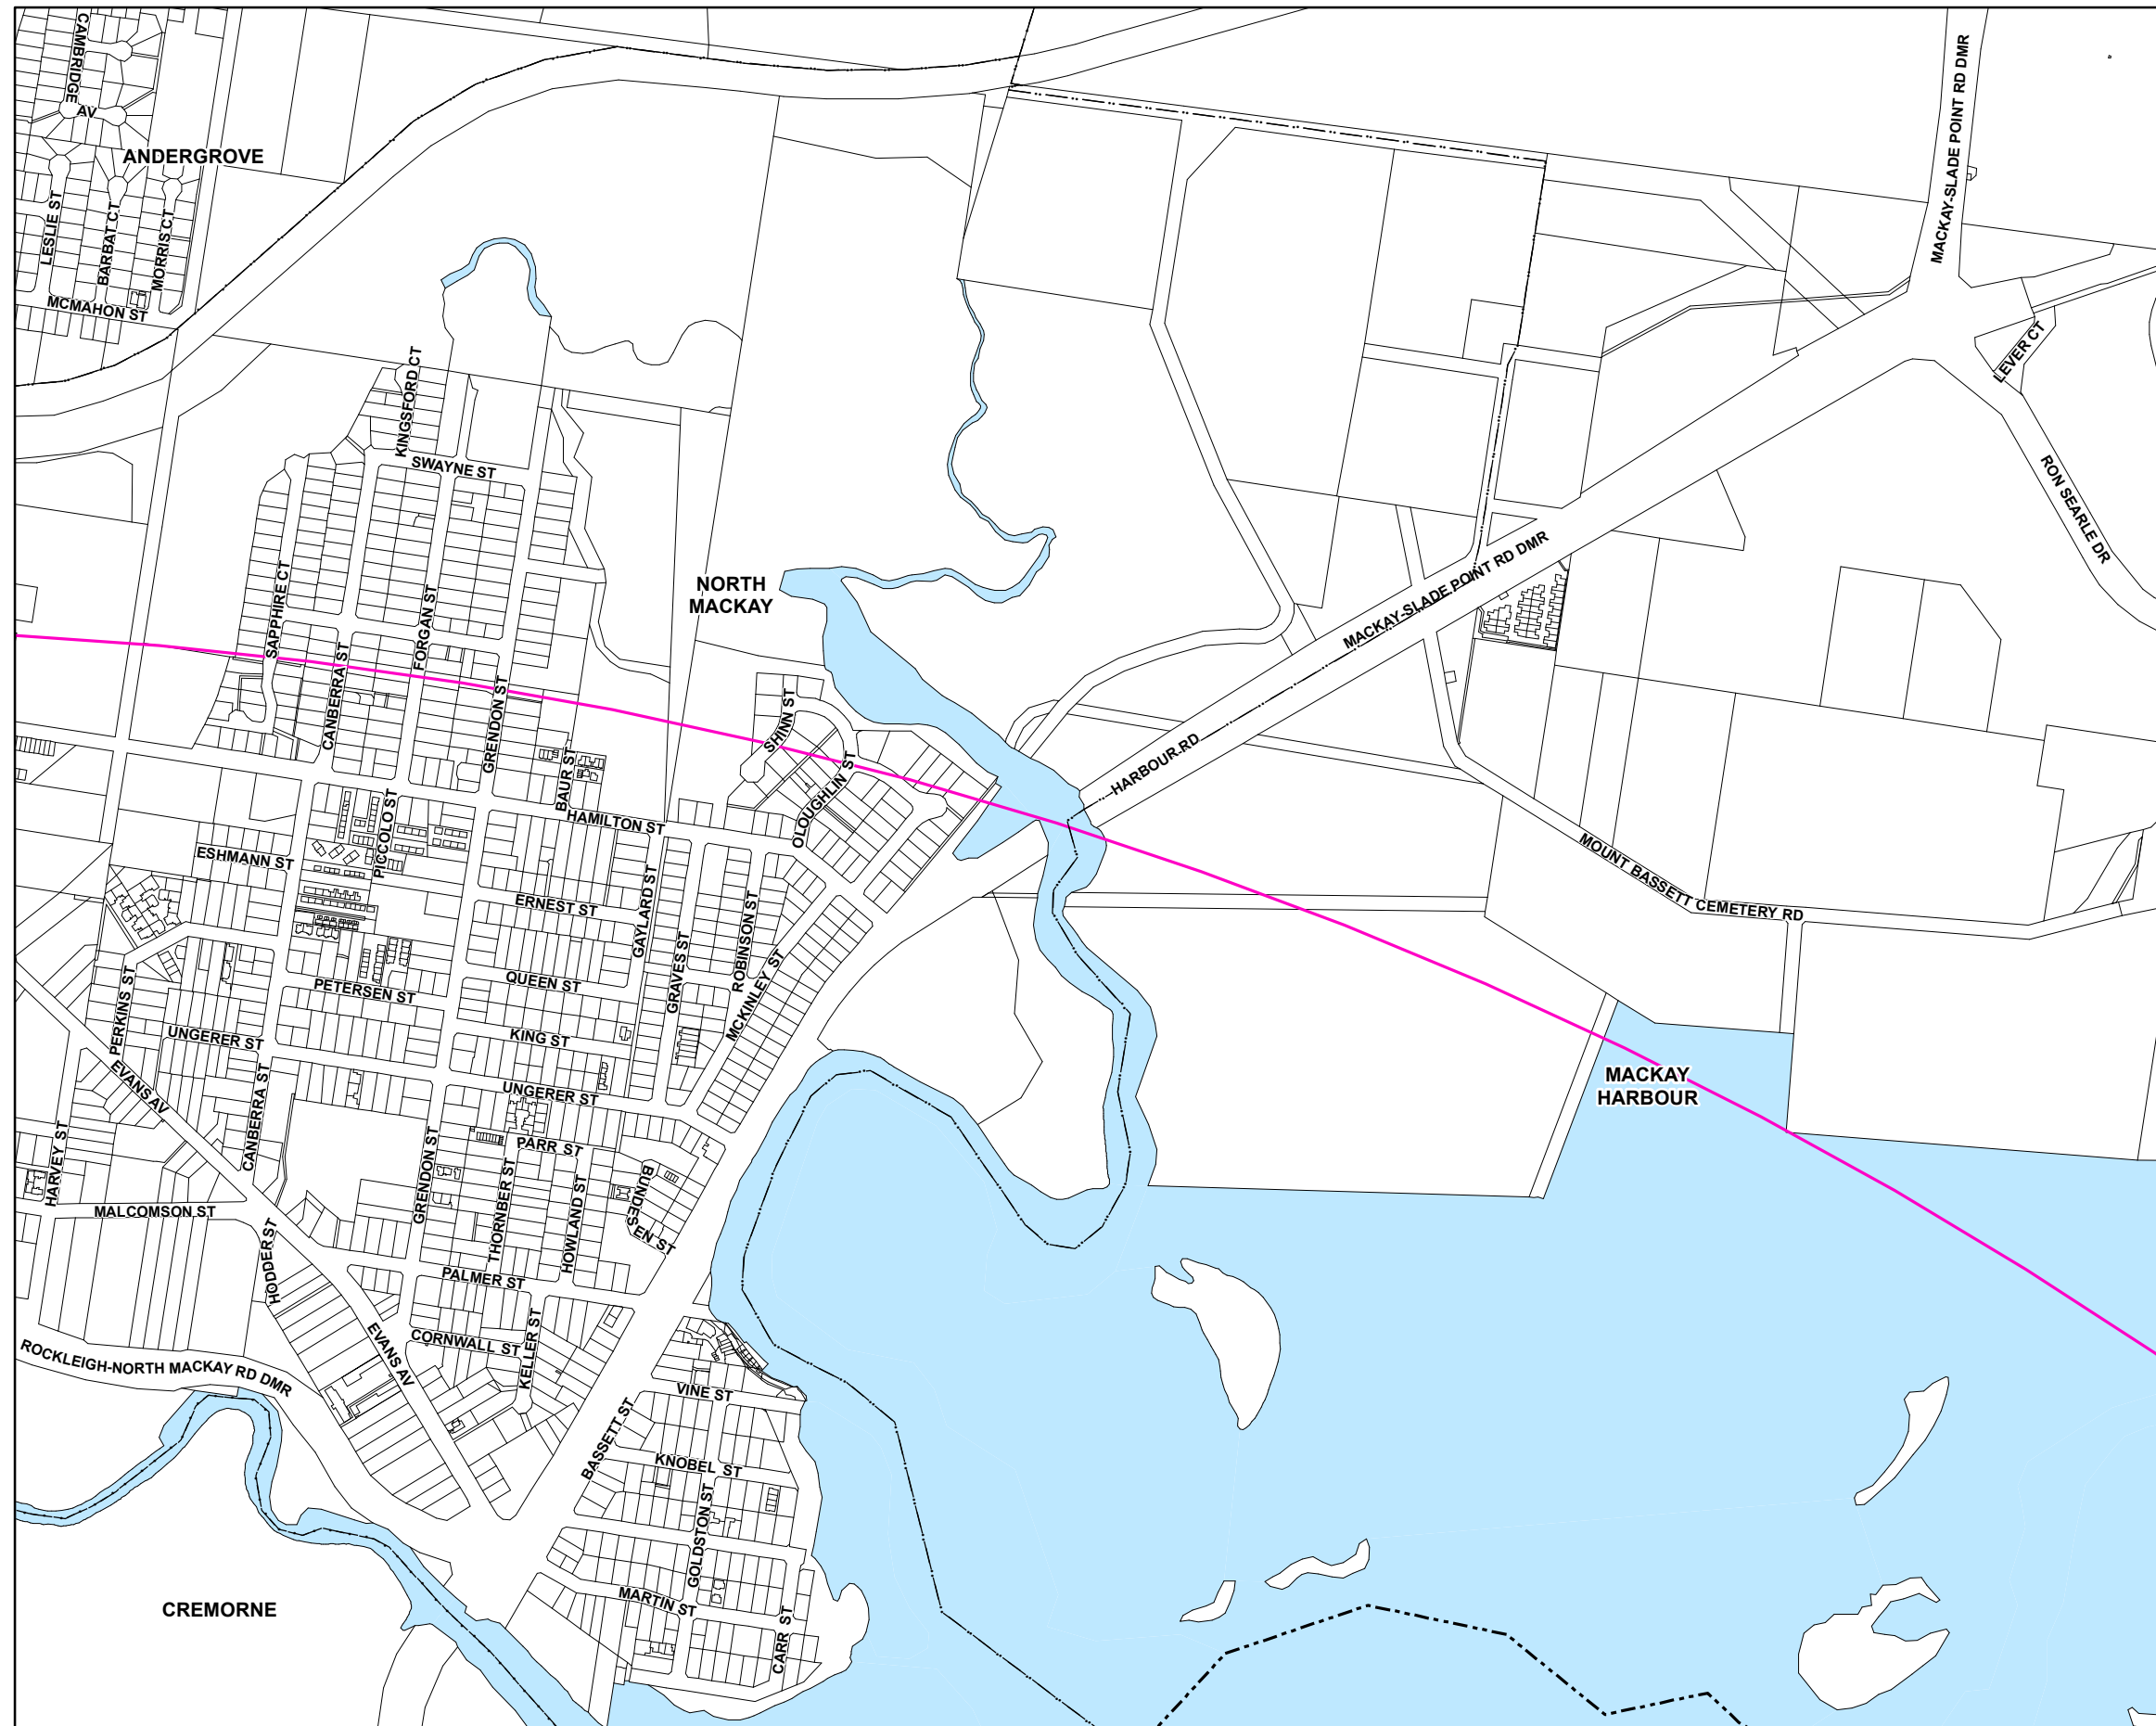 CAMBRIDGE
AV
ANDERGROVE
LESLIE ST
BARBAT CT
MORRIS CT
MCMAHON ST
MACKAY-SLADE POINT RD DMR
LEVER CT
RON SEARLE DR
KINGSFORD CT
SWAYNE ST
SAPPHIRE CT
FORGAN ST
CANBERRA ST
GRENDON ST
NORTH
MACKAY
MACKAY-SLADE POINT RD DMR
HARBOUR RD
SHINN ST
OLOUGHLIN ST
BAUR ST
HAMILTON ST
PICCOLO ST
ESHMANN ST
ERNEST ST
GAYLARD ST
GRAVES ST
ROBINSON ST
MCKINLEY ST
MOUNT BASSETT CEMETERY RD
QUEEN ST
PETERSEN ST
PERKINS ST
UNGERER ST
KING ST
EVANS AV
CANBERRA ST
UNGERER ST
MACKAY
HARBOUR
HARVEY ST
GRENDON ST
PARR ST
THORNBER ST
HOWLAND ST
BUNDES
EN ST
MALCOMSON ST
HODDER ST
PALMER ST
CORNWALL ST
KELLER ST
EVANS AV
ROCKLEIGH-NORTH MACKAY RD DMR
VINE ST
BASSETT ST
KNOBEL ST
GOLDSTON ST
MARTIN ST
CARR ST
CREMORNE